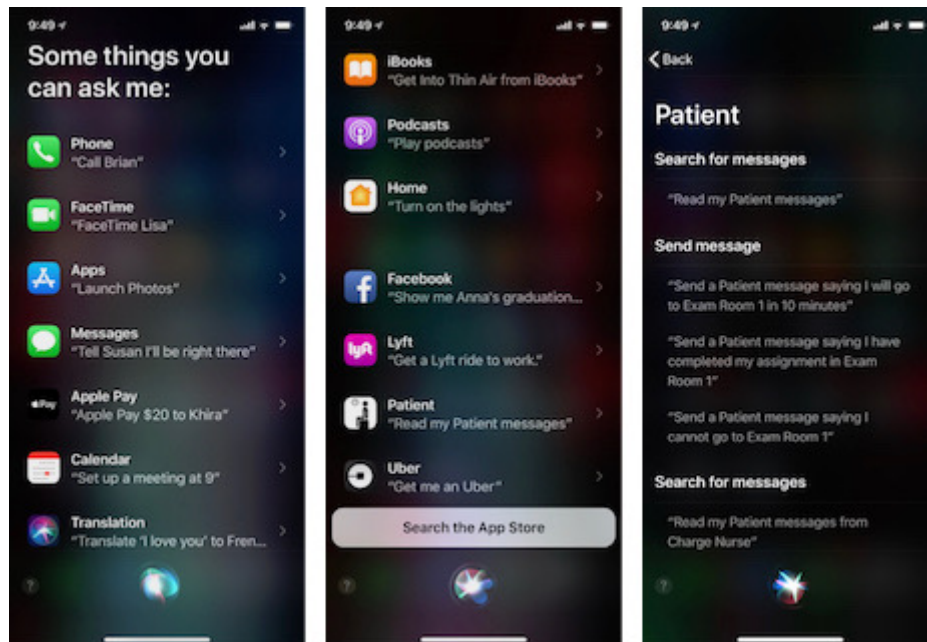 9:49
Some things you
can ask me:
Phone
"Call Brian"
FaceTime
"FaceTime Lisa"
Apps
"Launch Photos"
Messages
"Tell Susan I'll be right there"
Apple Pay
"Apple Pay $20 to Khira"
Calendar
"Set up a meeting at 9"
Translation
"Translate 'I love you' to Fren...
?
9:49
iBooks
"Get Into Thin Air from iBooks"
Podcasts
"Play podcasts"
Home
"Turn on the lights"
Facebook
"Show me Anna's graduation...
lyft
Lyft
"Get a Lyft ride to work."
Patient
"Read my Patient messages"
Uber
"Get me an Uber"
Search the App Store
?
9:49
Back
Patient
Search for messages
"Read my Patient messages"
Send message
"Send a Patient message saying I will go
to Exam Room 1 in 10 minutes"
"Send a Patient message saying I have
completed my assignment in Exam
Room 1"
"Send a Patient message saying I
cannot go to Exam Room 1"
Search for messages
"Read my Patient messages from
Charge Nurse"
?